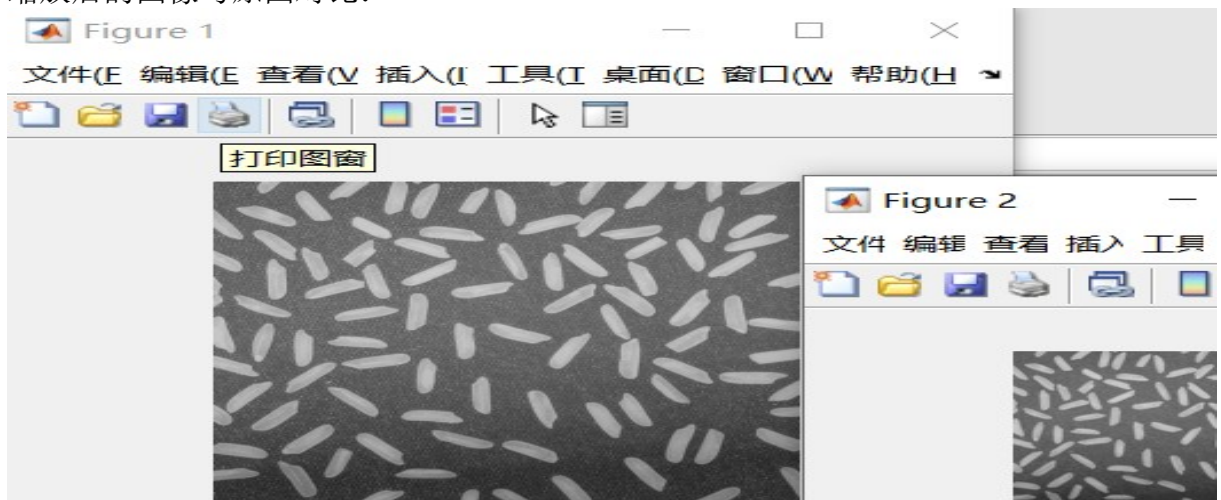 缩放后的图像与原图对比:
Figure 1
文件(F 编辑(E 查看(V 插入(I 工具(T 桌面(D 窗口(W 帮助(H
打印图窗
Figure 2
文件 编辑 查看 插入 工具